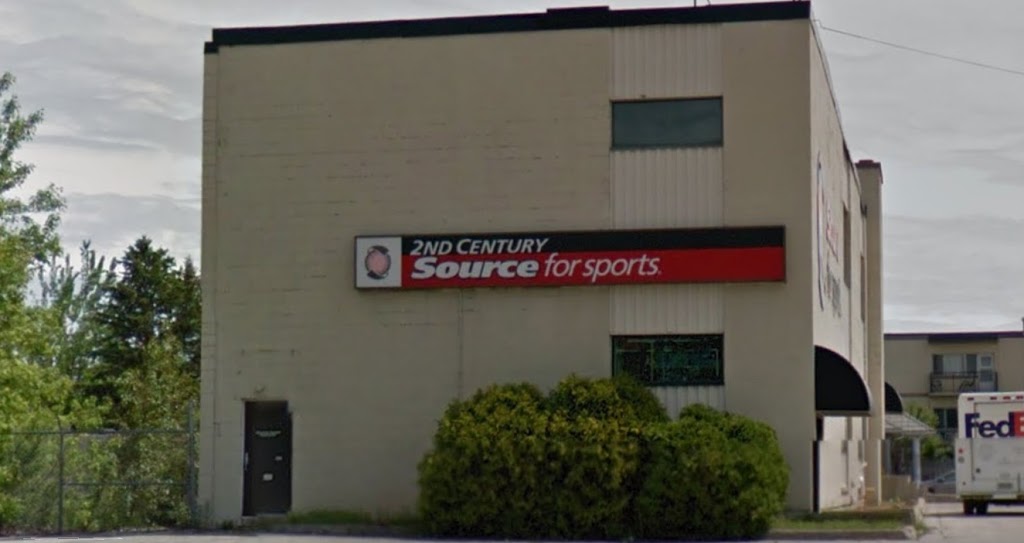 2ND CENTURY
Source for sports.
FedE